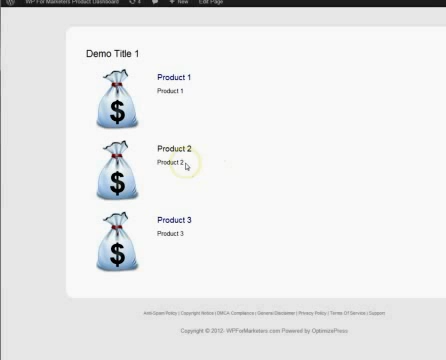 WP For Marketers Product Dashboard 4 + New Edit Page
Demo Title 1
$
Product 1
Product 1
$
Product 2
Product 2
$
Product 3
Product 3
Anti-Spam Policy | Copyright Notice | DMCA Compliance | General Disclaimer | Privacy Policy | Terms Of Service | Support
Copyright © 2012· WPForMarketers.com Powered by OptimizePress